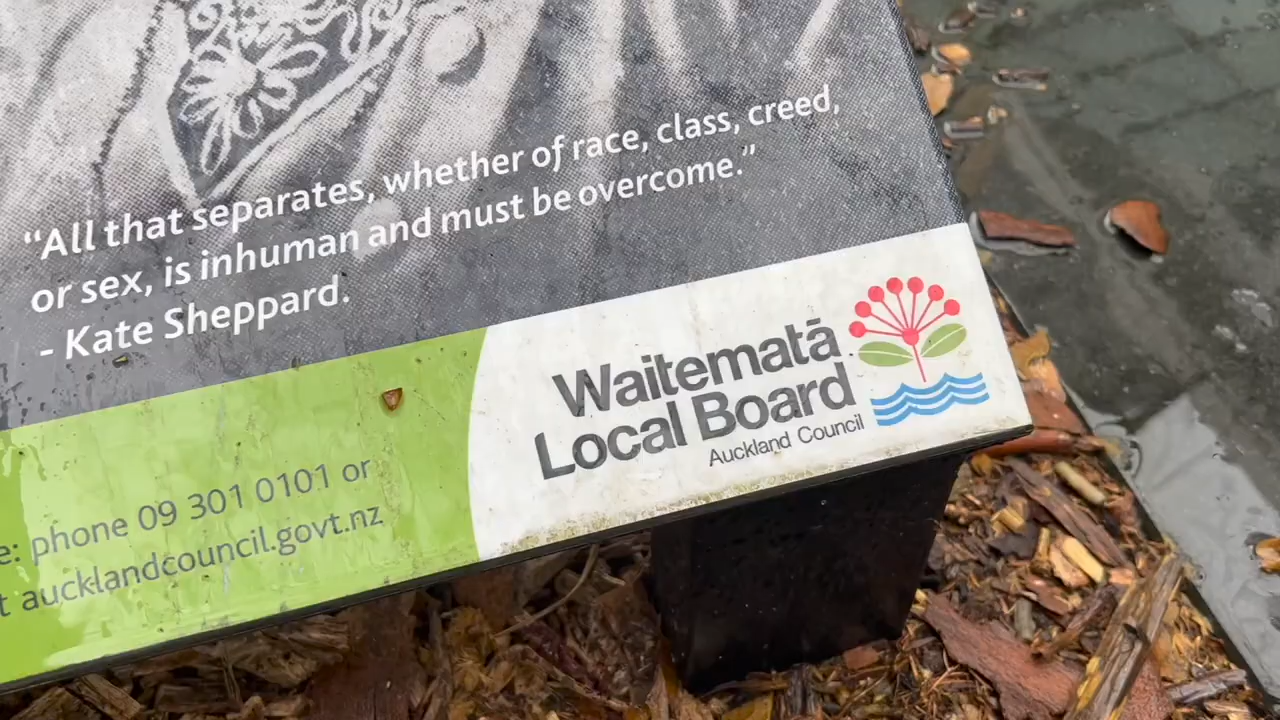 “All that separates, whether of race, class, creed,
or sex, is inhuman and must be overcome.”
- Kate Sheppard.
Waitematā
Local Board
Auckland Council
phone 09 301 0101 or
aucklandcouncil.govt.nz